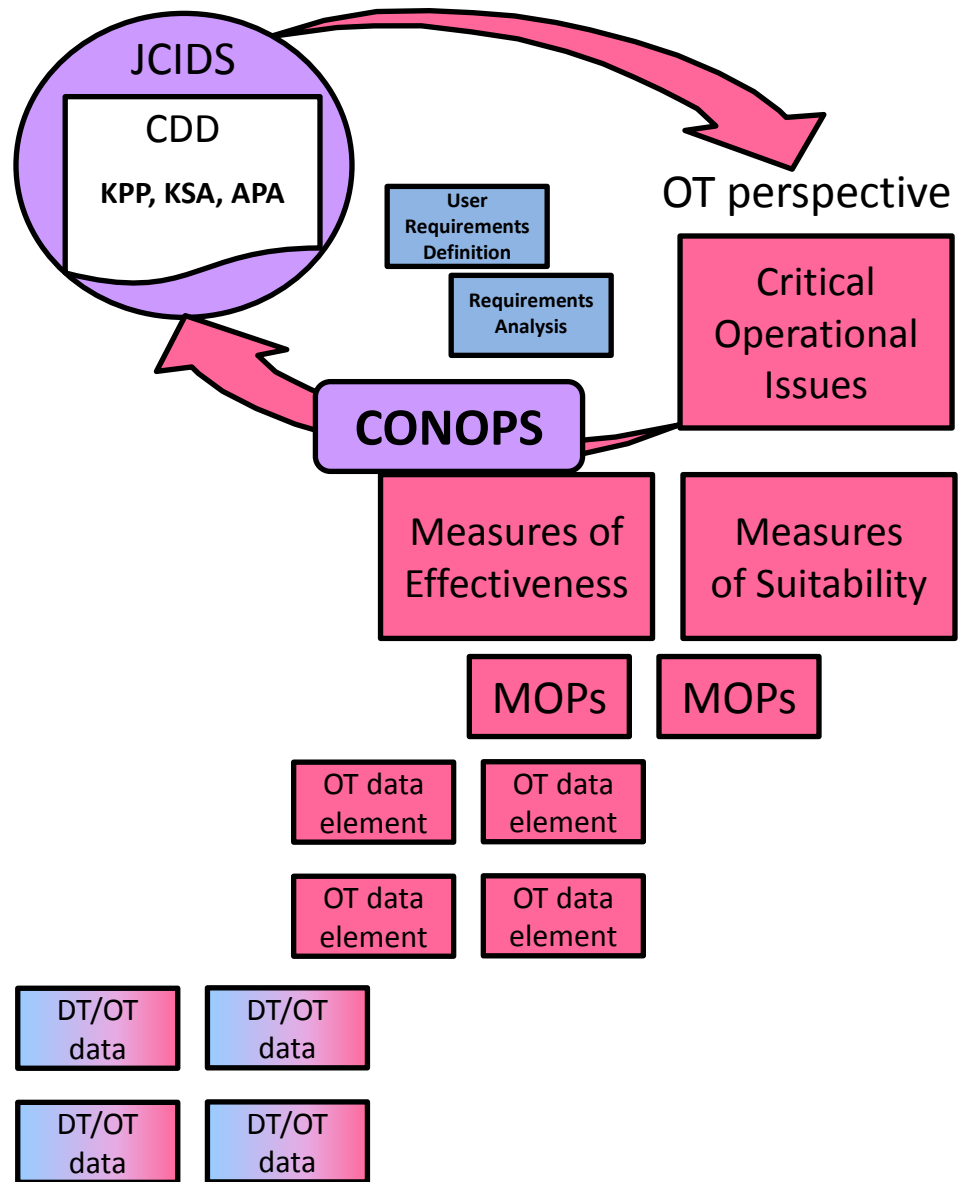 JCIDS
CDD
KPP, KSA, APA
OT perspective
User
Requirements
Definition
Requirements
Analysis
Critical
Operational
Issues
CONOPS
Measures of
Effectiveness
Measures
of Suitability
MOPs
MOPs
OT data
element
OT data
element
OT data
element
OT data
element
DT/OT
data
DT/OT
data
DT/OT
data
DT/OT
data